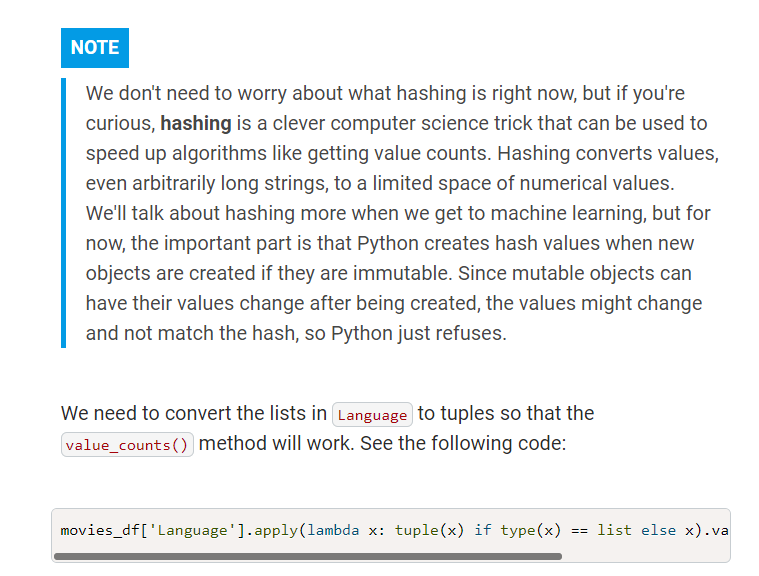 NOTE
We don't need to worry about what hashing is right now, but if you're
curious, hashing is a clever computer science trick that can be used to
speed up algorithms like getting value counts. Hashing converts values,
even arbitrarily long strings, to a limited space of numerical values.
We'll talk about hashing more when we get to machine learning, but for
now, the important part is that Python creates hash values when new
objects are created if they are immutable. Since mutable objects can
have their values change after being created, the values might change
and not match the hash, so Python just refuses.
We need to convert the lists in Language to tuples so that the
value_counts() method will work. See the following code:
movies_df['Language'].apply(lambda x: tuple(x) if type(x) == list else x).va